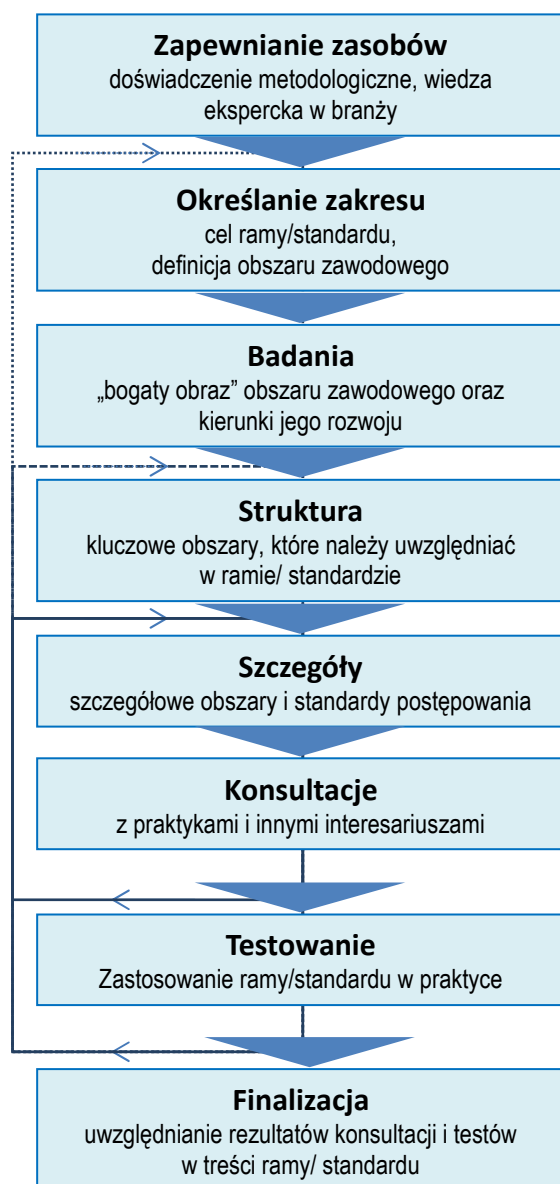 Zapewnianie zasobów
doświadczenie metodologiczne, wiedza
ekspercka w branży
Określanie zakresu
cel ramy/standardu,
definicja obszaru zawodowego
Badania
„bogaty obraz” obszaru zawodowego oraz
kierunki jego rozwoju
Struktura
kluczowe obszary, które należy uwzględniać
w ramie/ standardzie
Szczegóły
szczegółowe obszary i standardy postępowania
Konsultacje
z praktykami i innymi interesariuszami
Testowanie
Zastosowanie ramy/standardu w praktyce
Finalizacja
uwzględnianie rezultatów konsultacji i testów
w treści ramy/ standardu